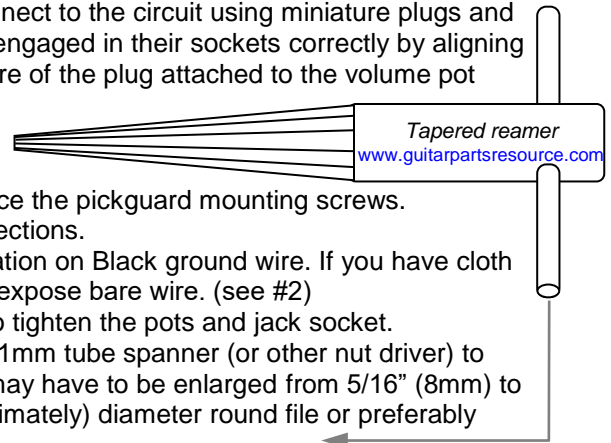 nect to the circuit using miniature plugs and
engaged in their sockets correctly by aligning
re of the plug attached to the volume pot
Tapered reamer
www.guitarpartsresource.com
ce the pickguard mounting screws.
ections.
ation on Black ground wire. If you have cloth
expose bare wire. (see #2)
o tighten the pots and jack socket.
1mm tube spanner (or other nut driver) to
may have to be enlarged from 5/16” (8mm) to
imately) diameter round file or preferably